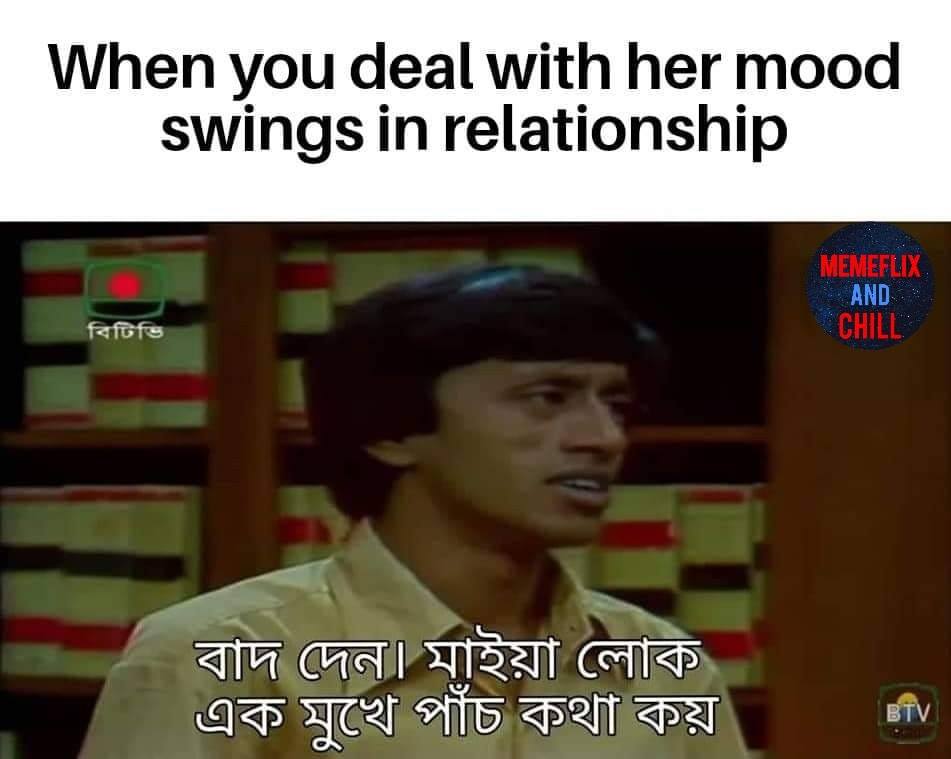 When you deal with her mood
swings in relationship
MEMEFLIX
AND
CHILL
বিটিভি
বাদ দেন। মাইয়া লোক
এক মুখে পাঁচ কথা কয়
BTV